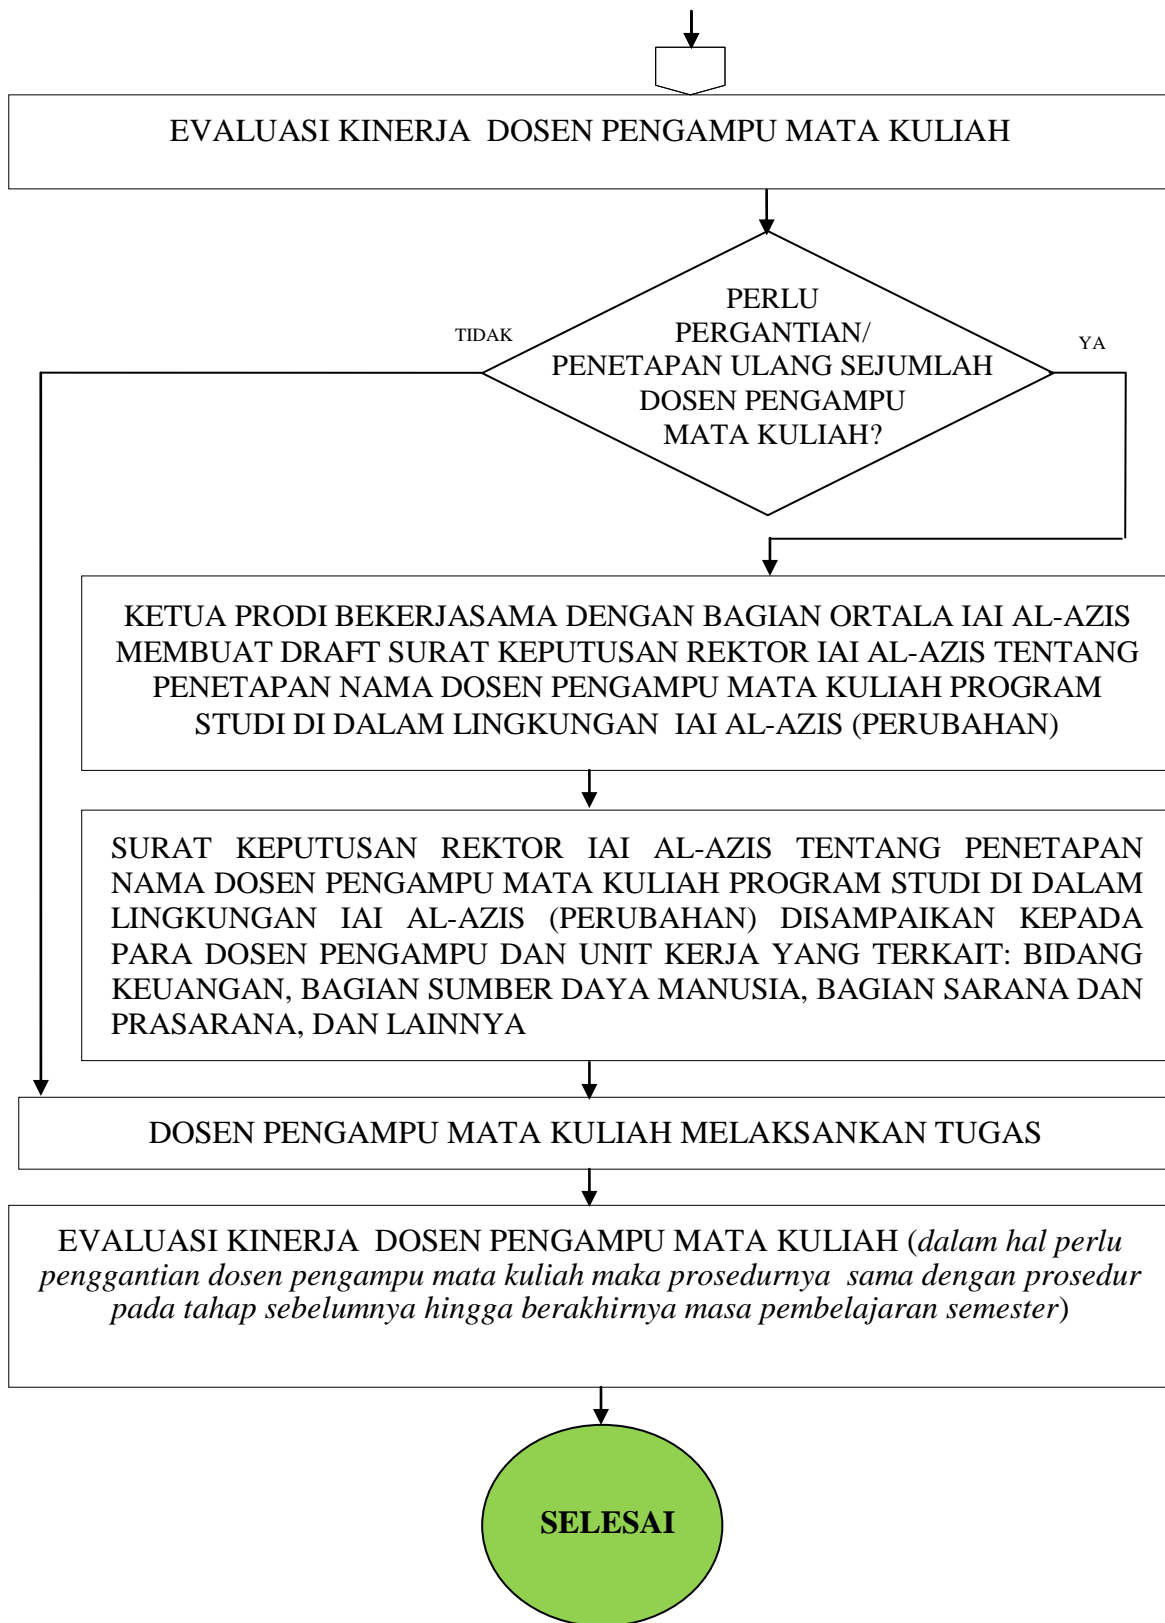 EVALUASI KINERJA  DOSEN PENGAMPU MATA KULIAH
PERLU
PERGANTIAN/
PENETAPAN ULANG SEJUMLAH
DOSEN PENGAMPU
MATA KULIAH?
TIDAK
YA
KETUA PRODI BEKERJASAMA DENGAN BAGIAN ORTALA IAI AL-AZIS
MEMBUAT DRAFT SURAT KEPUTUSAN REKTOR IAI AL-AZIS TENTANG
PENETAPAN NAMA DOSEN PENGAMPU MATA KULIAH PROGRAM
STUDI DI DALAM LINGKUNGAN  IAI AL-AZIS (PERUBAHAN)
SURAT KEPUTUSAN REKTOR IAI AL-AZIS TENTANG PENETAPAN
NAMA DOSEN PENGAMPU MATA KULIAH PROGRAM STUDI DI DALAM
LINGKUNGAN IAI AL-AZIS (PERUBAHAN) DISAMPAIKAN KEPADA
PARA DOSEN PENGAMPU DAN UNIT KERJA YANG TERKAIT: BIDANG
KEUANGAN, BAGIAN SUMBER DAYA MANUSIA, BAGIAN SARANA DAN
PRASARANA, DAN LAINNYA
DOSEN PENGAMPU MATA KULIAH MELAKSANKAN TUGAS
EVALUASI KINERJA  DOSEN PENGAMPU MATA KULIAH (dalam hal perlu
penggantian dosen pengampu mata kuliah maka prosedurnya  sama dengan prosedur
pada tahap sebelumnya hingga berakhirnya masa pembelajaran semester)
SELESAI